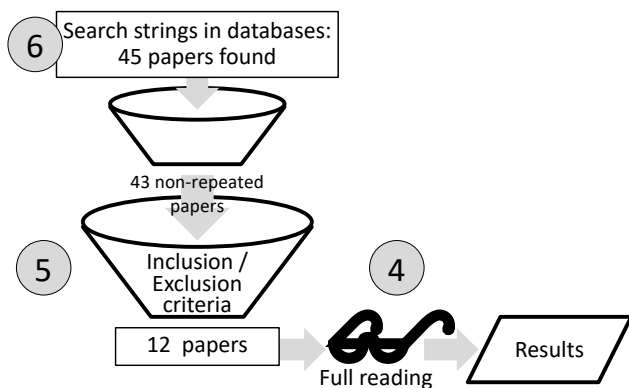 6
Search strings in databases:
45 papers found
43 non-repeated
papers
5
Inclusion /
Exclusion
criteria
4
12 papers
Full reading
Results